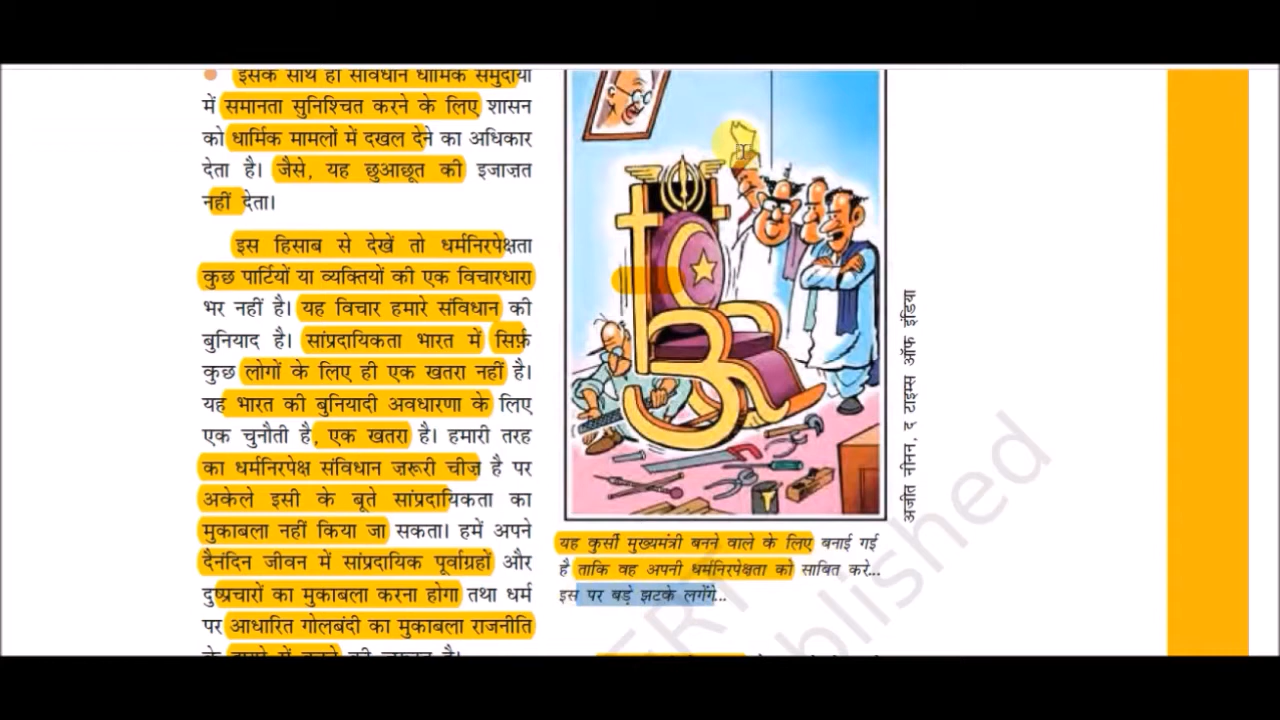 इसके साथ ही संविधान धार्मिक समुदायों
में समानता सुनिश्चित करने के लिए शासन
को धार्मिक मामलों में दखल देने का अधिकार
देता है। जैसे, यह छुआछूत की इजाज़त
नहीं देता।
इस हिसाब से देखें तो धर्मनिरपेक्षता
कुछ पार्टियों या व्यक्तियों की एक विचारधारा
भर नहीं है। यह विचार हमारे संविधान की
बुनियाद है। सांप्रदायिकता भारत में सिर्फ़
कुछ लोगों के लिए ही एक खतरा नहीं है।
यह भारत की बुनियादी अवधारणा के लिए
एक चुनौती है, एक खतरा है। हमारी तरह
का धर्मनिरपेक्ष संविधान ज़रूरी चीज़ है पर
अकेले इसी के बूते सांप्रदायिकता का
मुकाबला नहीं किया जा सकता। हमें अपने
दैनंदिन जीवन में सांप्रदायिक पूर्वाग्रहों और
दुष्प्रचारों का मुकाबला करना होगा तथा धर्म
पर आधारित गोलबंदी का मुकाबला राजनीति
अजीत नीनन, द टाइम्स ऑफ इंडिया
यह कुर्सी मुख्यमंत्री बनने वाले के लिए बनाई गई
है ताकि वह अपनी धर्मनिरपेक्षता को साबित करे...
इस पर बड़े झटके लगेंगे...